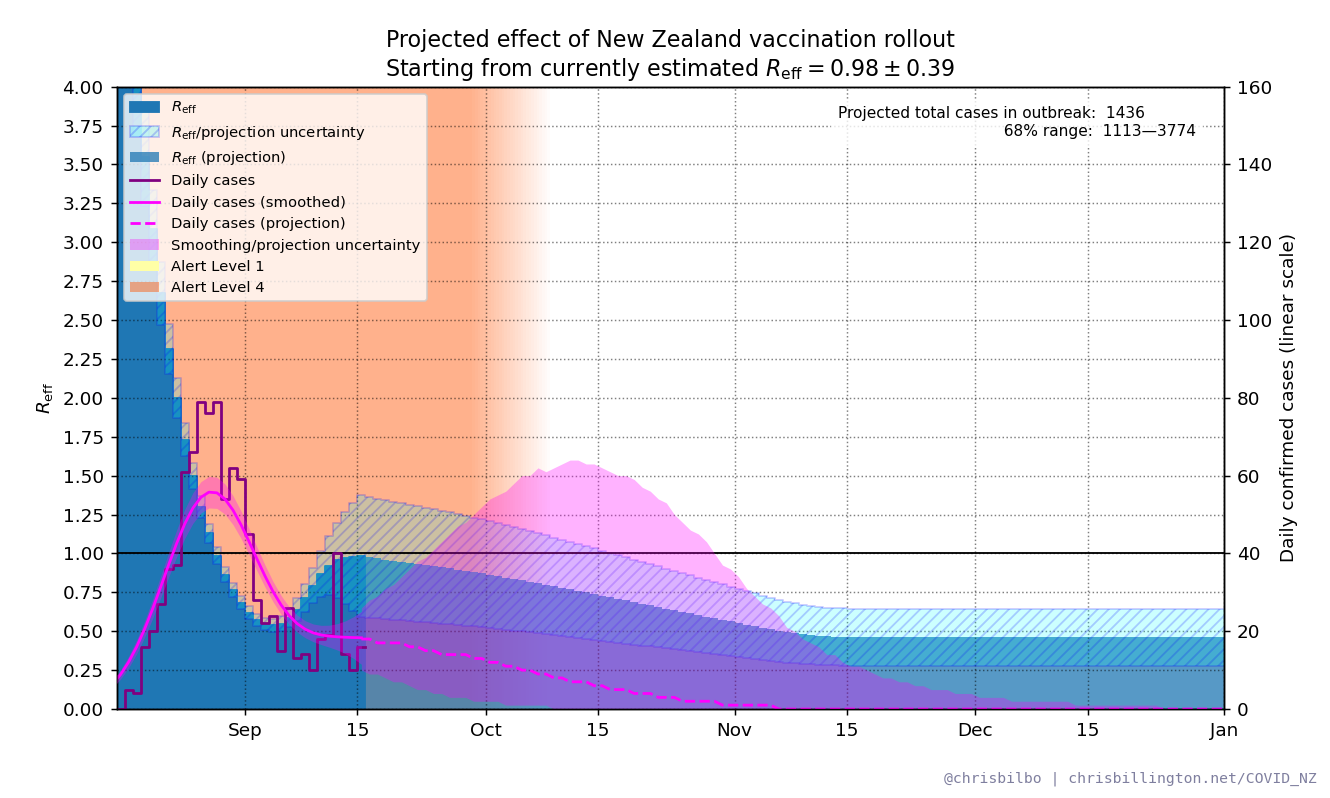 Projected effect of New Zealand vaccination rollout
Starting from currently estimated Reff = 0.98 ± 0.39
Projected total cases in outbreak: 1436
68% range: 1113—3774
Reff
Reff/projection uncertainty
Reff (projection)
Daily cases
Daily cases (smoothed)
Daily cases (projection)
Smoothing/projection uncertainty
Alert Level 1
Alert Level 4
Reff
4.00
3.75
3.50
3.25
3.00
2.75
2.50
2.25
2.00
1.75
1.50
1.25
1.00
0.75
0.50
0.25
0.00
160
140
120
100
80
60
40
20
0
Daily confirmed cases (linear scale)
Sep 15 Oct 15 Nov 15 Dec 15 Jan
@chrisbilbo | chrisbillington.net/COVID_NZ